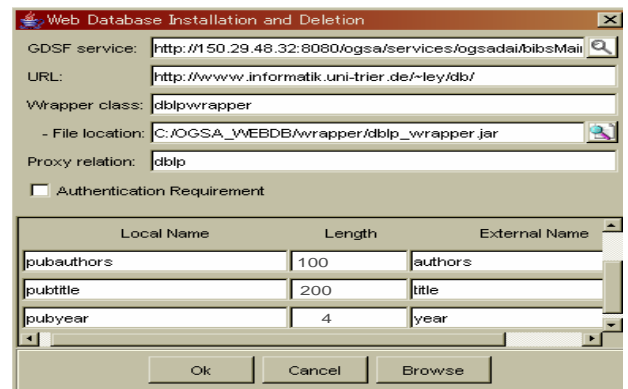 Web Database Installation and Deletion
GDSF service: http://150.29.48.32:8080/ogsa/services/ogsadai/bibsMain
URL: http://www.informatik.uni-trier.de/~ley/db/
Wrapper class: dblpwrapper
- File location: C:/OGSA_WEBDB/wrapper/dblp_wrapper.jar
Proxy relation: dblp
Authentication Requirement
Local Name Length External Name
pubauthors 100 authors
pubtitle 200 title
pubyear 4 year
Ok Cancel Browse